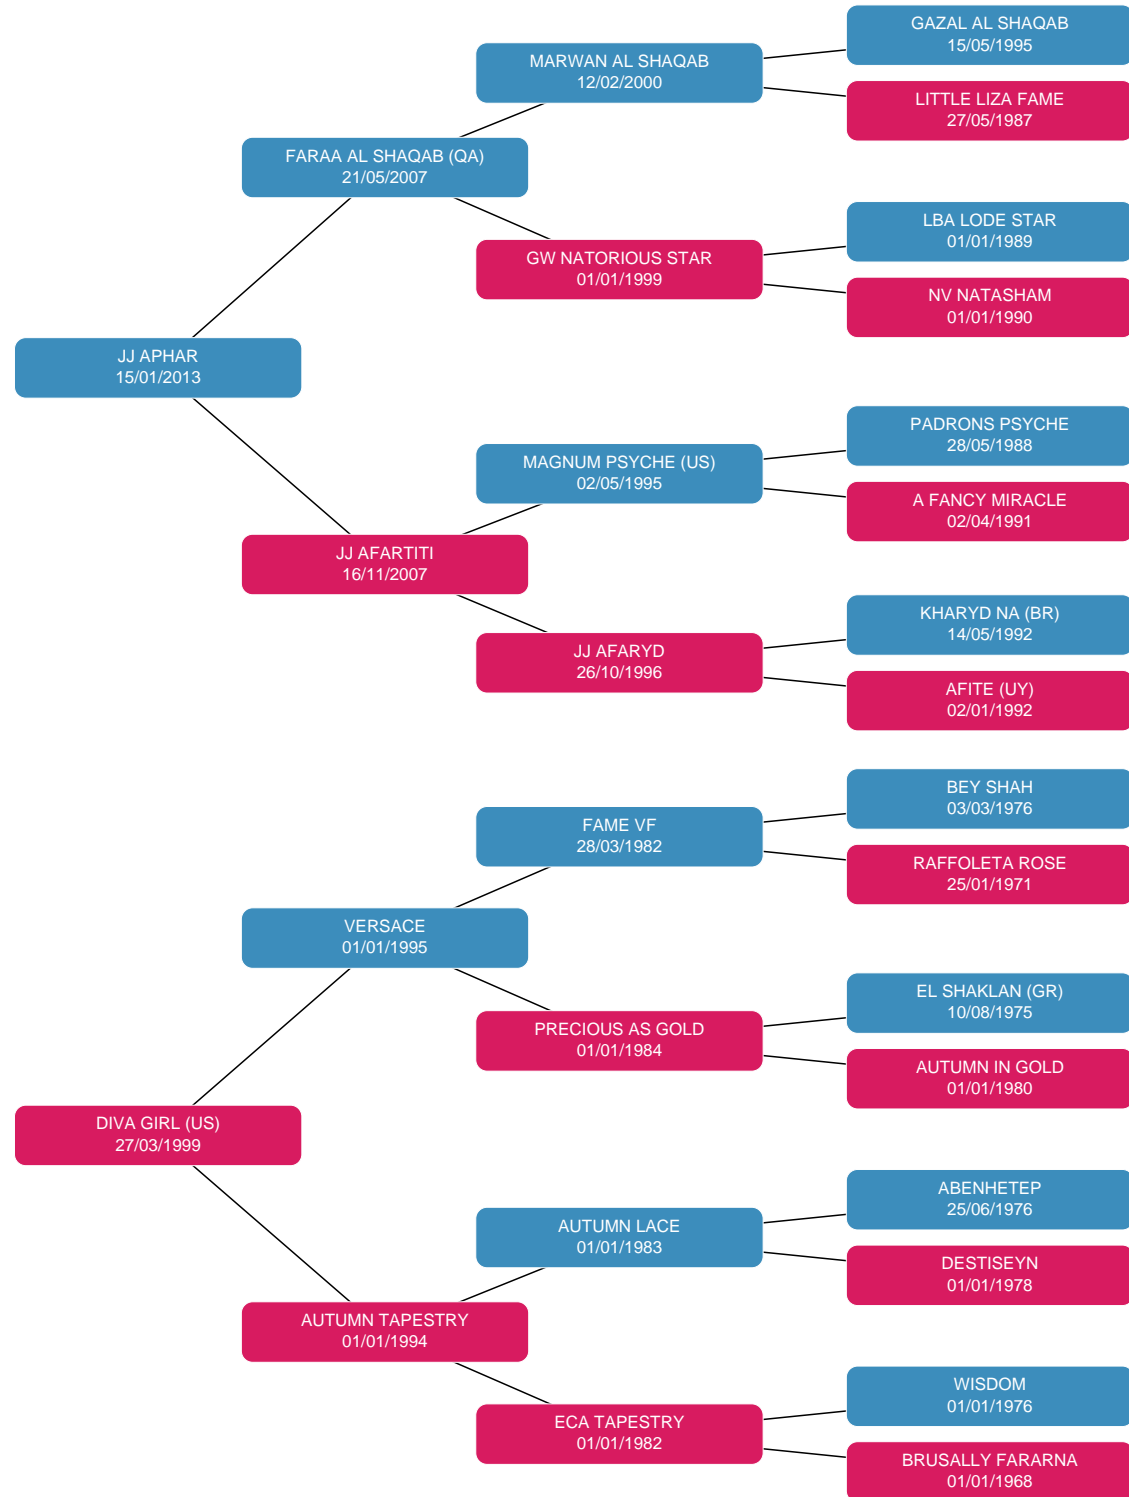 GAZAL AL SHAQAB
15/05/1995
MARWAN AL SHAQAB
12/02/2000
LITTLE LIZA FAME
27/05/1987
FARAA AL SHAQAB (QA)
21/05/2007
LBA LODE STAR
01/01/1989
GW NATORIOUS STAR
01/01/1999
NV NATASHAM
01/01/1990
JJ APHAR
15/01/2013
PADRONS PSYCHE
28/05/1988
MAGNUM PSYCHE (US)
02/05/1995
A FANCY MIRACLE
02/04/1991
JJ AFARTITI
16/11/2007
KHARYD NA (BR)
14/05/1992
JJ AFARYD
26/10/1996
AFITE (UY)
02/01/1992
BEY SHAH
03/03/1976
FAME VF
28/03/1982
RAFFOLETA ROSE
25/01/1971
VERSACE
01/01/1995
EL SHAKLAN (GR)
10/08/1975
PRECIOUS AS GOLD
01/01/1984
AUTUMN IN GOLD
01/01/1980
DIVA GIRL (US)
27/03/1999
ABENHETEP
25/06/1976
AUTUMN LACE
01/01/1983
DESTISEYN
01/01/1978
AUTUMN TAPESTRY
01/01/1994
WISDOM
01/01/1976
ECA TAPESTRY
01/01/1982
BRUSALLY FARARNA
01/01/1968